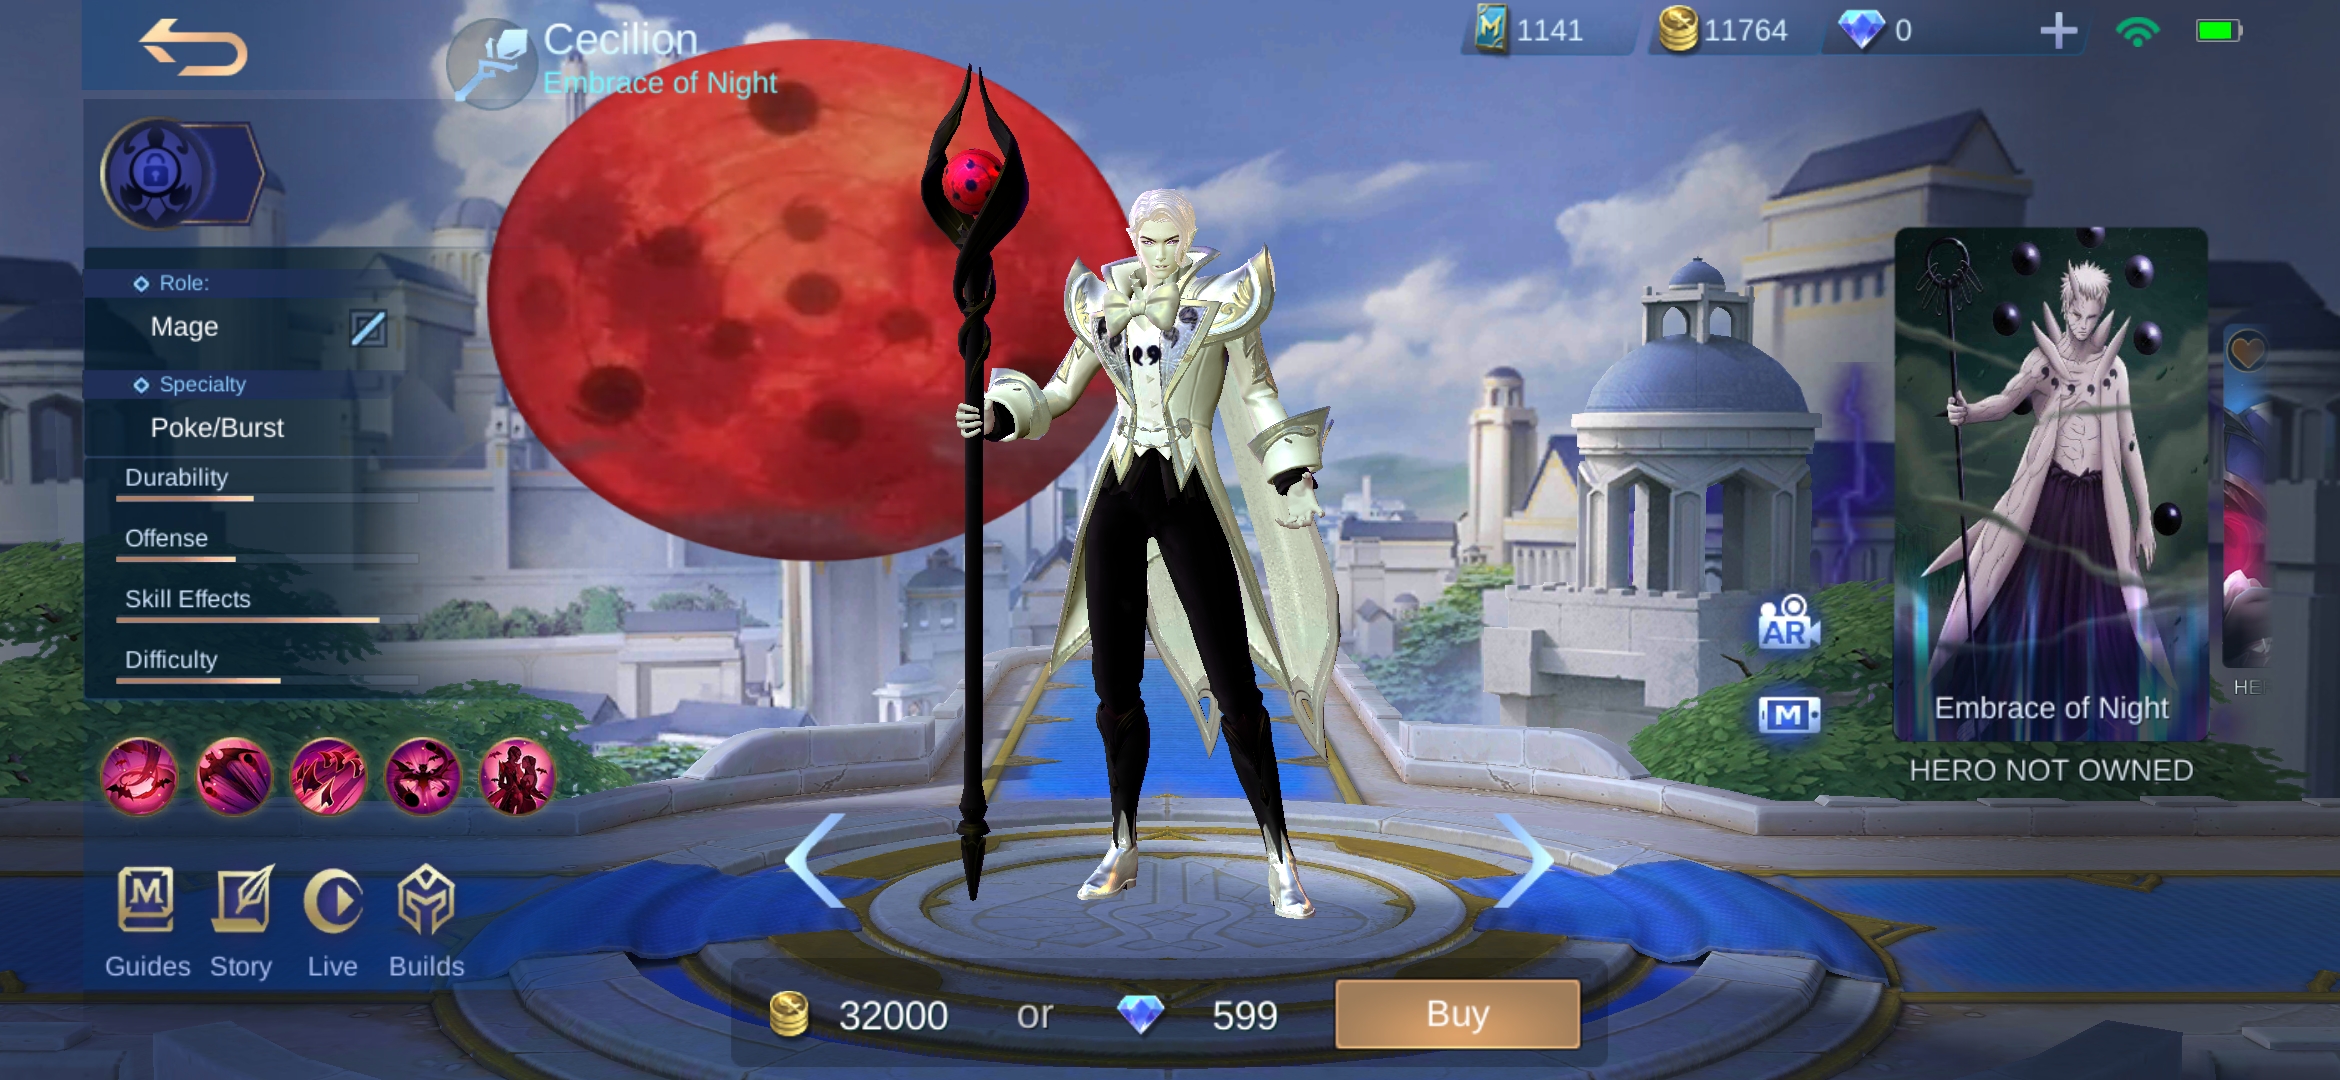 Cecilion
Embrace of Night
1141
11764
0
Role:
Mage
Specialty
Poke/Burst
Durability
Offense
Skill Effects
Difficulty
AR
M
Embrace of Night
HERO NOT OWNED
Guides
Story
Live
Builds
32000 or 599
Buy